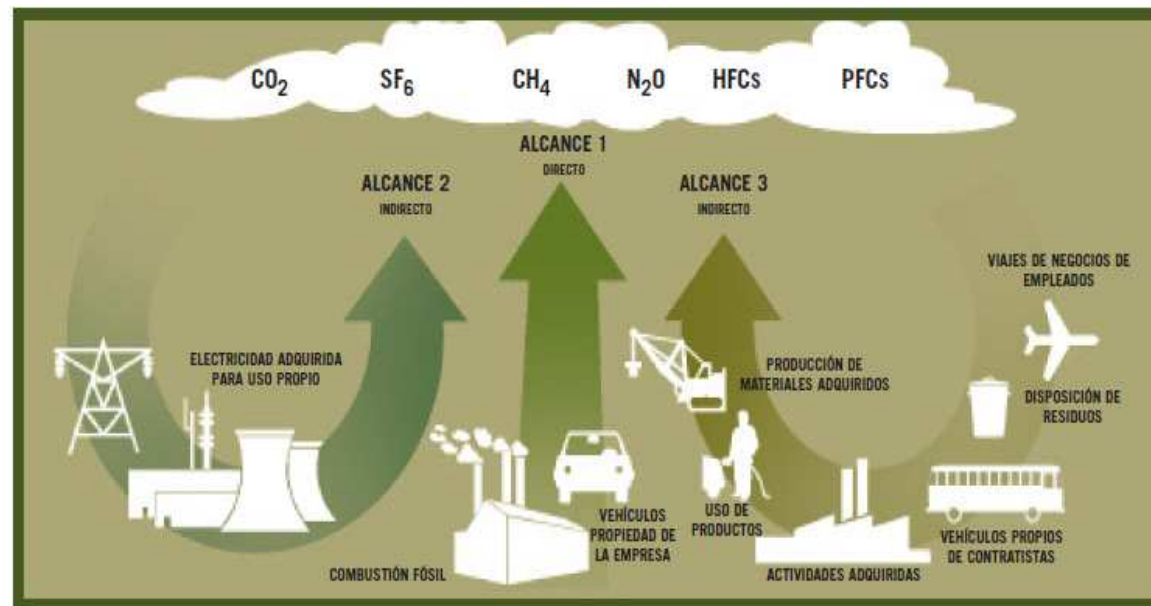 CO₂ SF₆ CH₄ N₂O HFCs PFCs
ALCANCE 1
DIRECTO
ALCANCE 2
INDIRECTO
ALCANCE 3
INDIRECTO
VIAJES DE NEGOCIOS DE
EMPLEADOS
ELECTRICIDAD ADQUIRIDA
PARA USO PROPIO
PRODUCCIÓN DE
MATERIALES ADQUIRIDOS
DISPOSICIÓN DE
RESIDUOS
COMBUSTIÓN FÓSIL
VEHÍCULOS
PROPIEDAD DE
LA EMPRESA
USO DE
PRODUCTOS
ACTIVIDADES ADQUIRIDAS
VEHÍCULOS PROPIOS
DE CONTRATISTAS